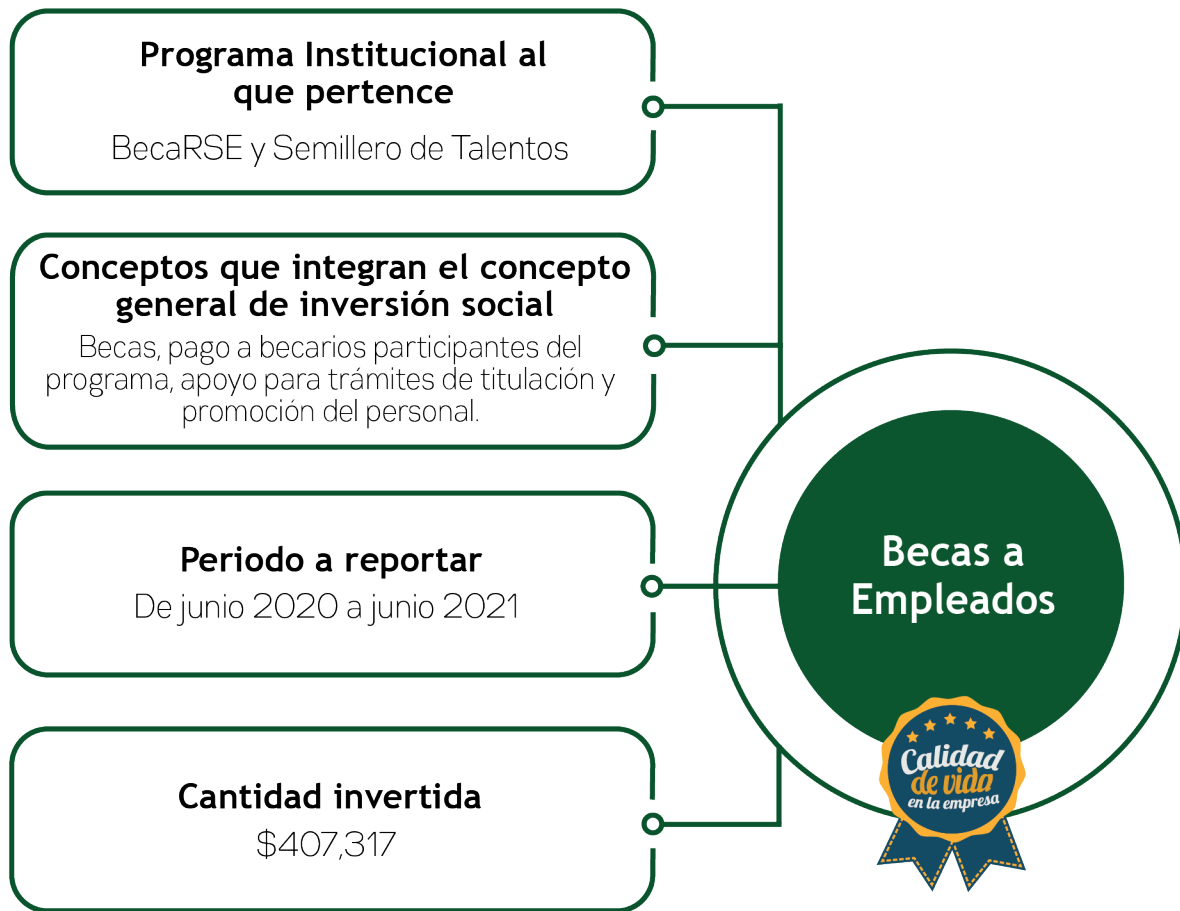 Programa Institucional al
que pertence
BecaRSE y Semillero de Talentos
Conceptos que integran el concepto
general de inversión social
Becas, pago a becarios participantes del
programa, apoyo para trámites de titulación y
promoción del personal.
Periodo a reportar
De junio 2020 a junio 2021
Cantidad invertida
$407,317
Becas a
Empleados
Calidad
de vida
en la empresa